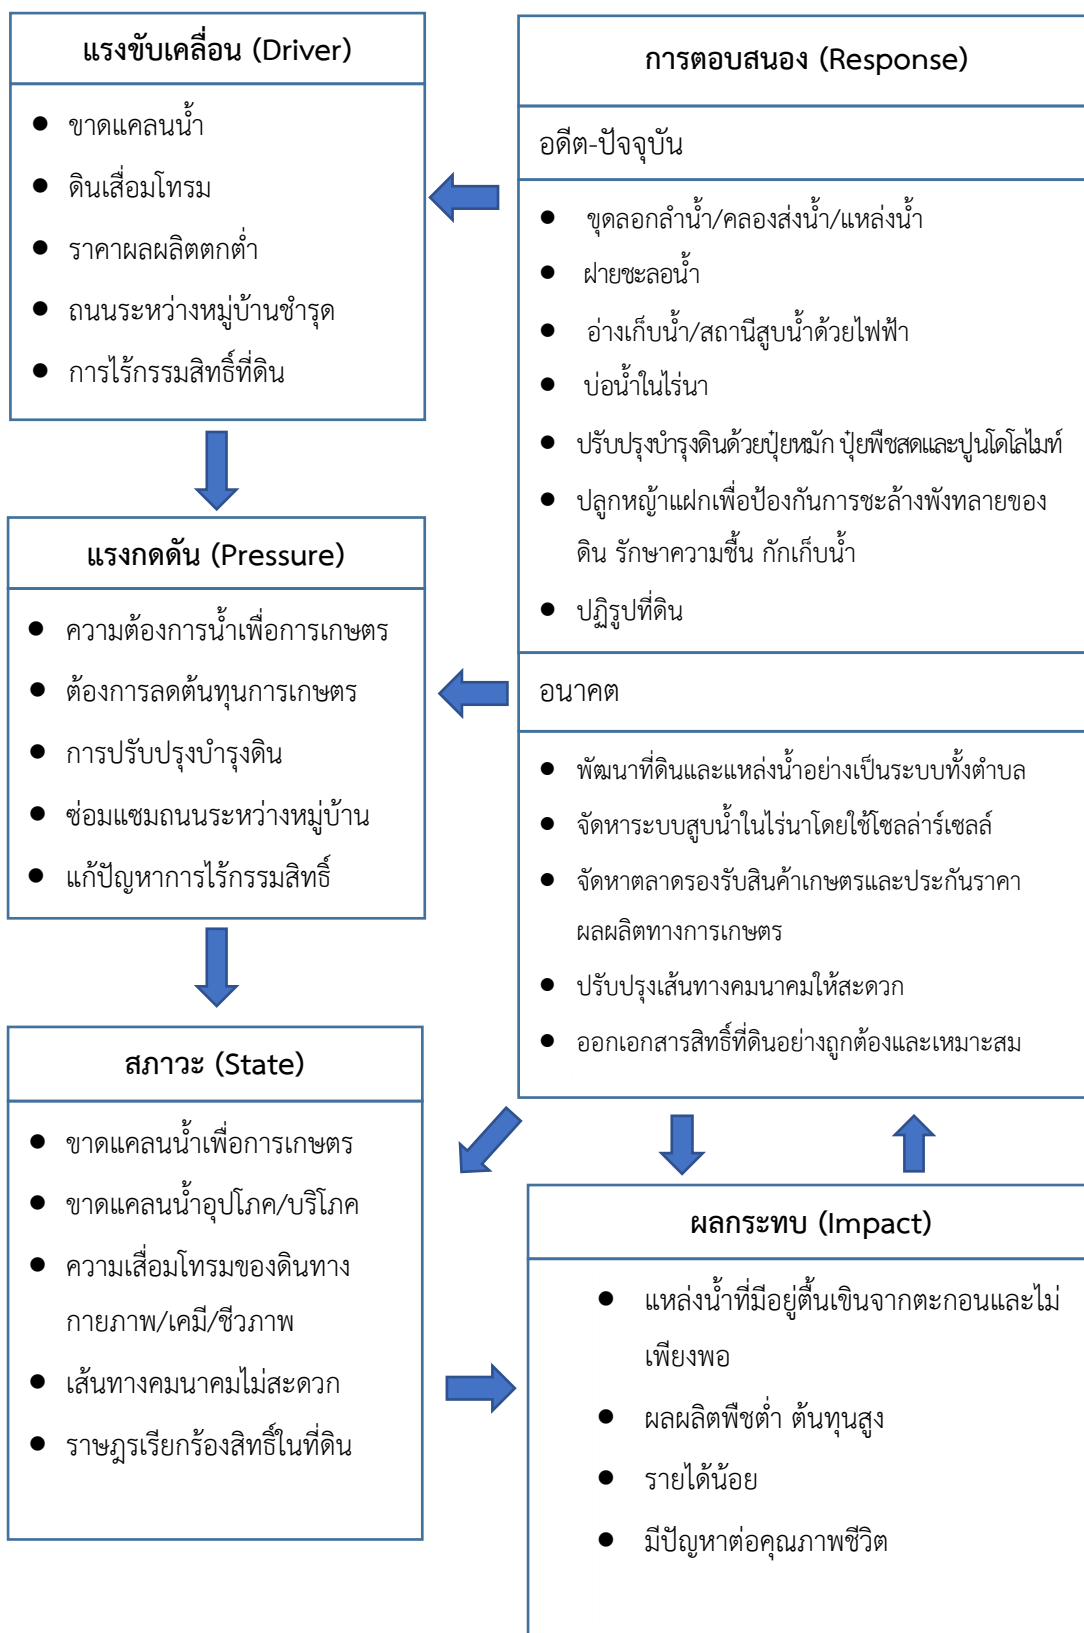 แรงขับเคลื่อน (Driver)
● ขาดแคลนน้ำ
● ดินเสื่อมโทรม
● ราคาผลผลิตตกต่ำ
● ถนนระหว่างหมู่บ้านชำรุด
● การไร้กรรมสิทธิ์ที่ดิน
แรงกดดัน (Pressure)
● ความต้องการน้ำเพื่อการเกษตร
● ต้องการลดต้นทุนการเกษตร
● การปรับปรุงบำรุงดิน
● ซ่อมแซมถนนระหว่างหมู่บ้าน
● แก้ปัญหาการไร้กรรมสิทธิ์
สภาวะ (State)
● ขาดแคลนน้ำเพื่อการเกษตร
● ขาดแคลนน้ำอุปโภค/บริโภค
● ความเสื่อมโทรมของดินทาง
กายภาพ/เคมี/ชีวภาพ
● เส้นทางคมนาคมไม่สะดวก
● ราษฎรเรียกร้องสิทธิ์ในที่ดิน
การตอบสนอง (Response)
อดีต-ปัจจุบัน
● ขุดลอกลำน้ำ/คลองส่งน้ำ/แหล่งน้ำ
● ฝายชะลอน้ำ
● อ่างเก็บน้ำ/สถานีสูบน้ำด้วยไฟฟ้า
● บ่อน้ำในไร่นา
● ปรับปรุงบำรุงดินด้วยปุ๋ยหมัก ปุ๋ยพืชสดและปูนโดโลไมท์
● ปลูกหญ้าแฝกเพื่อป้องกันการชะล้างพังทลายของ
ดิน รักษาความชื้น กักเก็บน้ำ
● ปฏิรูปที่ดิน
อนาคต
● พัฒนาที่ดินและแหล่งน้ำอย่างเป็นระบบทั้งตำบล
● จัดหาระบบสูบน้ำในไร่นาโดยใช้โซลล่าร์เซลล์
● จัดหาตลาดรองรับสินค้าเกษตรและประกันราคา
ผลผลิตทางการเกษตร
● ปรับปรุงเส้นทางคมนาคมให้สะดวก
● ออกเอกสารสิทธิ์ที่ดินอย่างถูกต้องและเหมาะสม
ผลกระทบ (Impact)
● แหล่งน้ำที่มีอยู่ตื้นเขินจากตะกอนและไม่
เพียงพอ
● ผลผลิตพืชต่ำ ต้นทุนสูง
● รายได้น้อย
● มีปัญหาต่อคุณภาพชีวิต